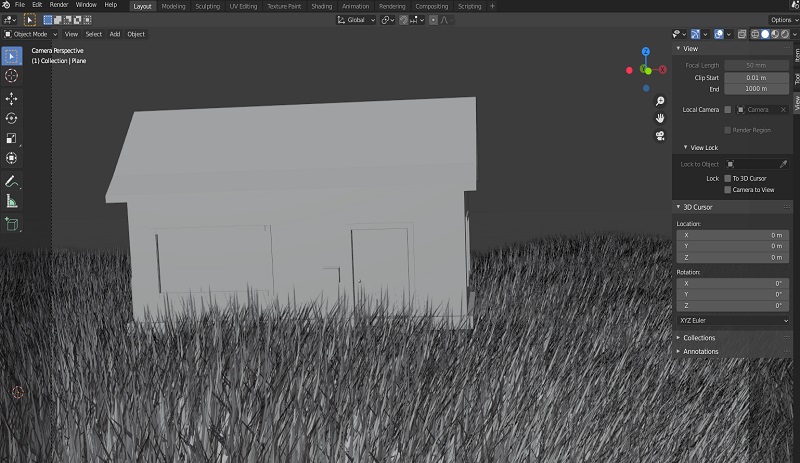 File Edit Render Window Help Layout Modeling Sculpting UV Editing Texture Paint Shading Animation Rendering Compositing Scripting
Global Options
Object Mode View Select Add Object
Camera Perspective
(1) Collection | Plane
Z
X
Y
View
Focal Length 50 mm
Clip Start 0.01 m
End 1000 m
Local Camera Camera
Render Region
View Lock
Lock to Object
Lock To 3D Cursor
Camera to View
3D Cursor
Location:
X 0 m
Y 0 m
Z 0 m
Rotation:
X 0°
Y 0°
Z 0°
XYZ Euler
Collections
Annotations
Item
Tool
View